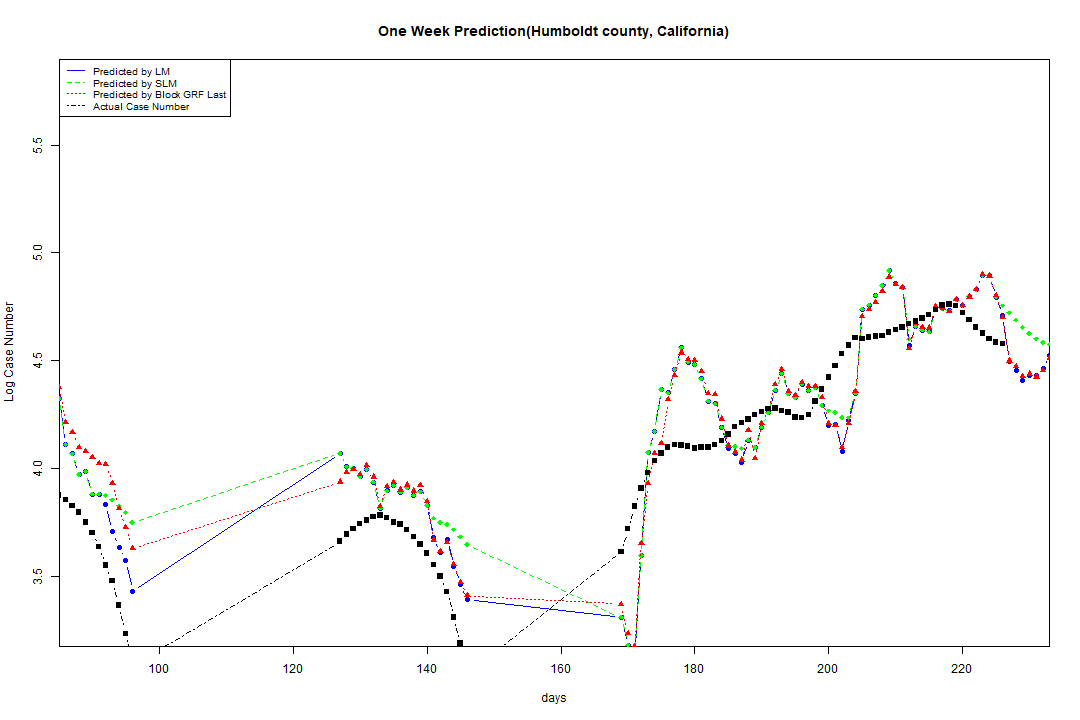 One Week Prediction(Humboldt county, California)
Predicted by LM
Predicted by SLM
Predicted by Block GRF Last
Actual Case Number
5.5
5.0
4.5
4.0
3.5
Log Case Number
100 120 140 160 180 200 220
days